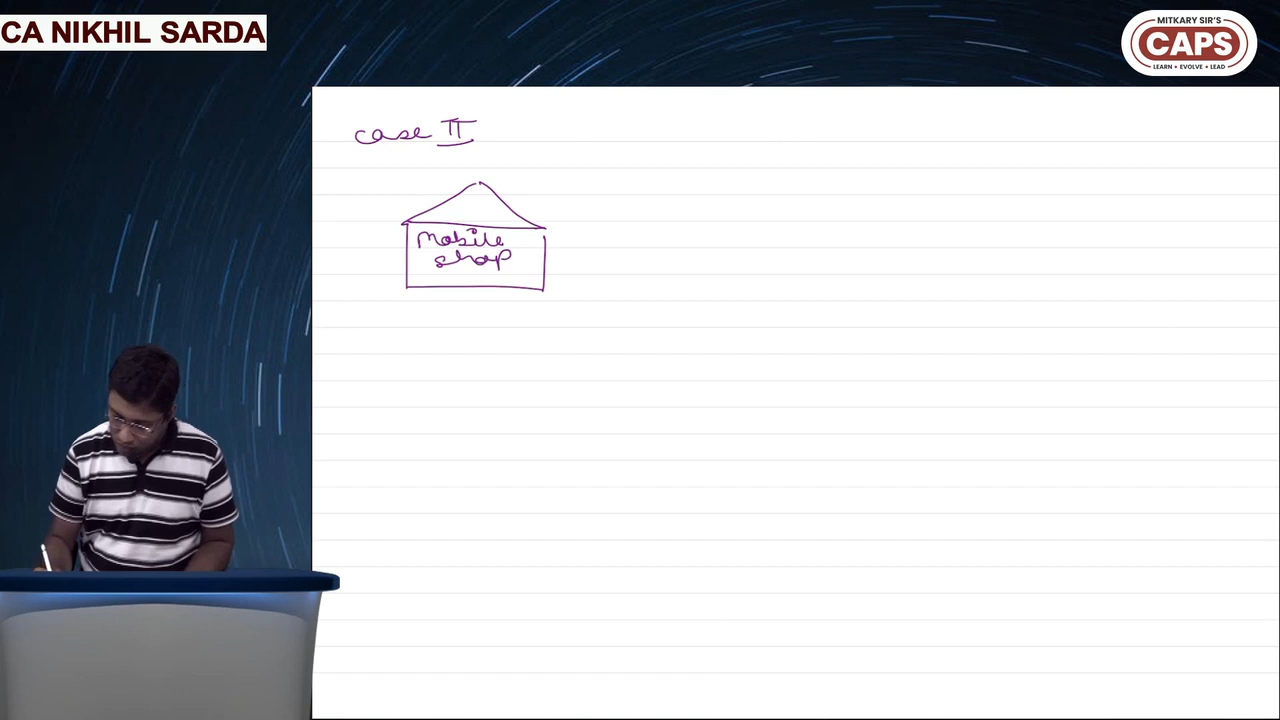 CA NIKHIL SARDA
MITKARY SIR'S
CAPS
LEARN • EVOLVE • LEAD
case II
Mobile
shop